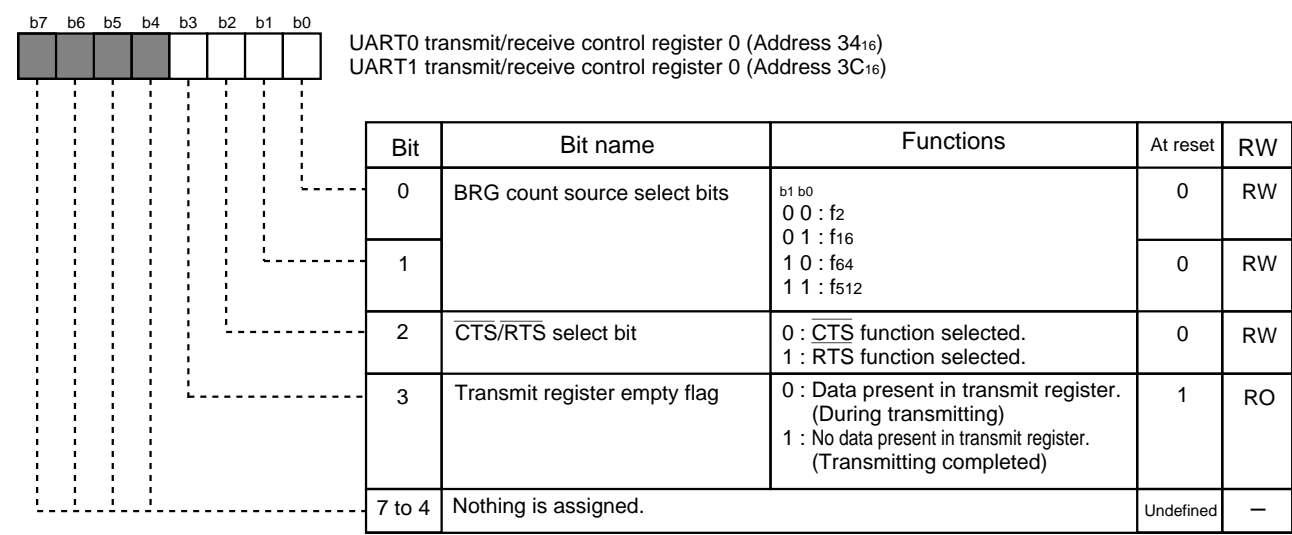 b7 b6 b5 b4 b3 b2 b1 b0
UART0 transmit/receive control register 0 (Address 34₁₆)
UART1 transmit/receive control register 0 (Address 3C₁₆)
Bit Bit name Functions At reset RW
0 BRG count source select bits b1 b0 0 RW
0 0 : f₂
0 1 : f₁₆
1 1 0 : f₆₄ 0 RW
1 1 : f₅₁₂
2 C̅T̅S̅/R̅T̅S̅ select bit 0 : C̅T̅S̅ function selected. 0 RW
1 : R̅T̅S̅ function selected.
3 Transmit register empty flag 0 : Data present in transmit register. 1 RO
(During transmitting)
1 : No data present in transmit register.
(Transmitting completed)
7 to 4 Nothing is assigned. Undefined –